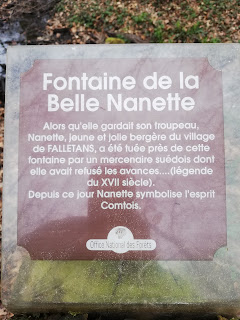 Fontaine de la
Belle Nanette
Alors qu'elle gardait son troupeau,
Nanette, jeune et jolie bergère du village
de FALLETANS, a été tuée près de cette
fontaine par un mercenaire suédois dont
elle avait refusé les avances....(légende
du XVII siècle).
Depuis ce jour Nanette symbolise l'esprit
Comtois.
Office National des Forêts